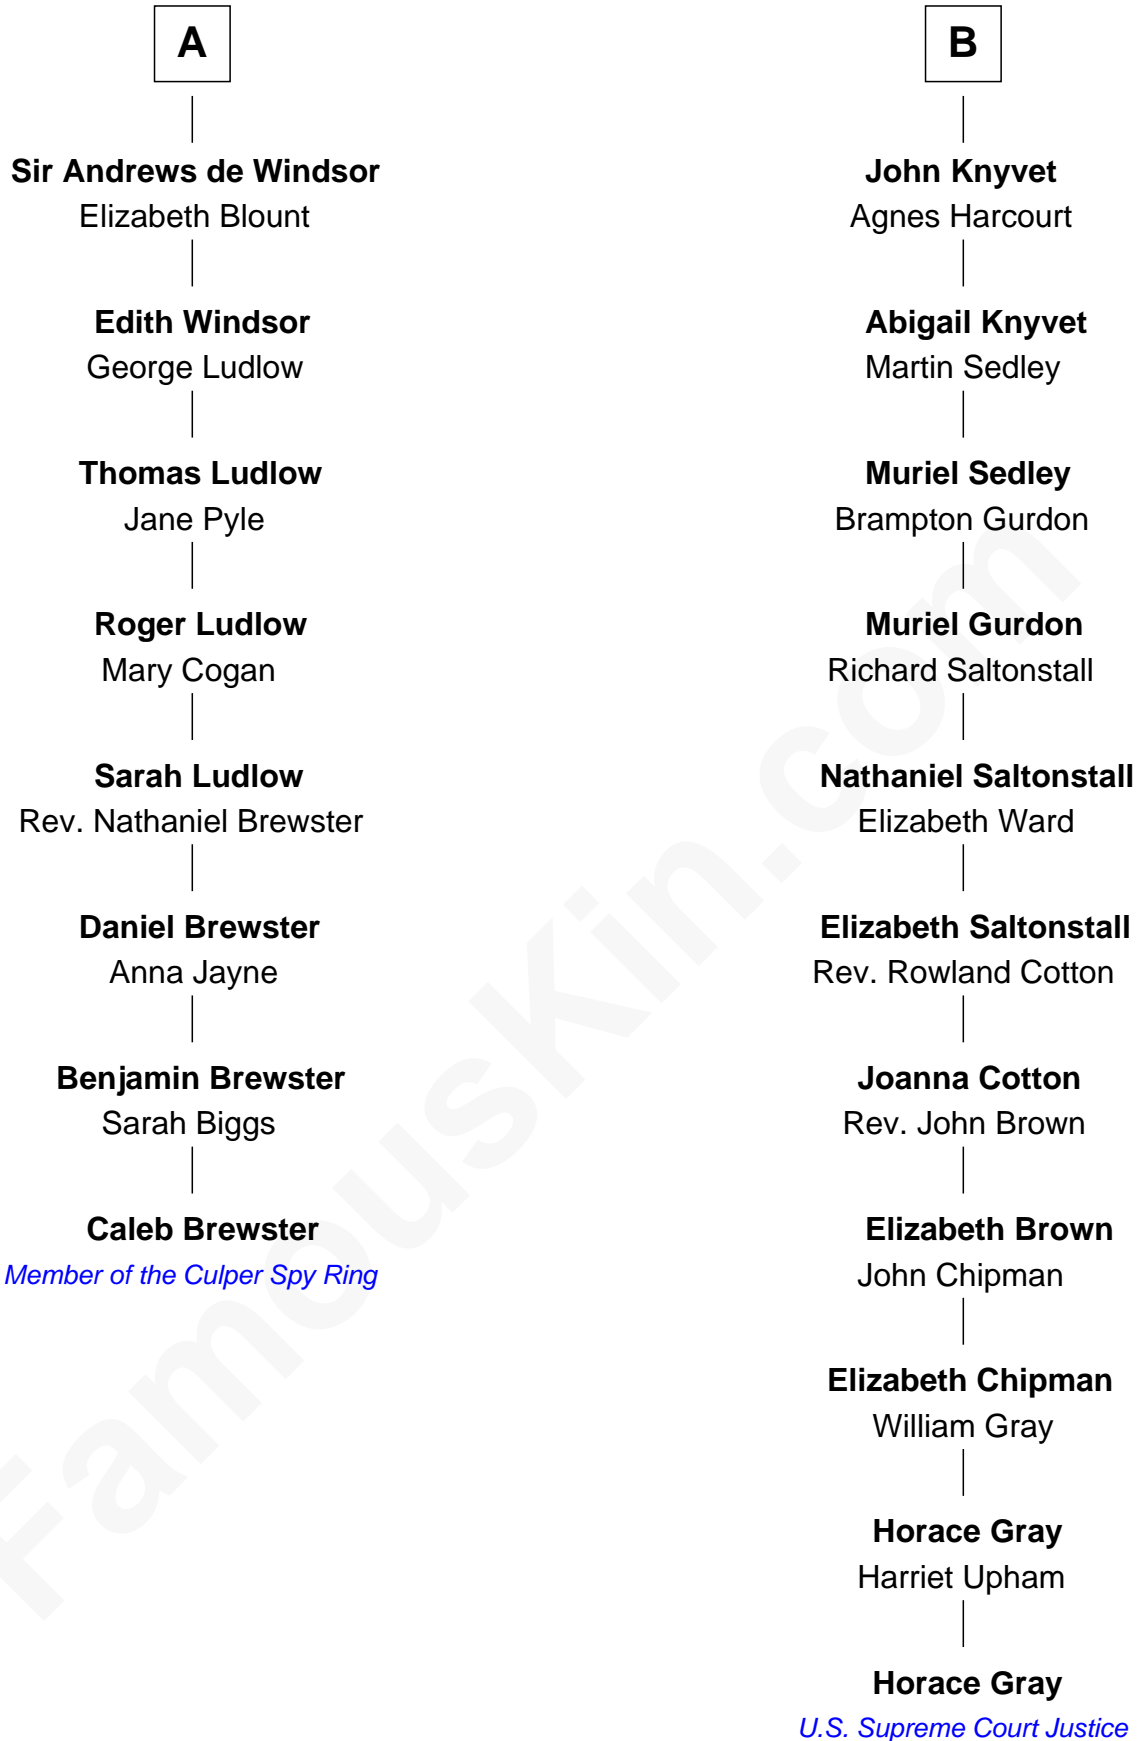 A
Sir Andrews de Windsor
Elizabeth Blount
Edith Windsor
George Ludlow
Thomas Ludlow
Jane Pyle
Roger Ludlow
Mary Cogan
Sarah Ludlow
Rev. Nathaniel Brewster
Daniel Brewster
Anna Jayne
Benjamin Brewster
Sarah Biggs
Caleb Brewster
Member of the Culper Spy Ring
B
John Knyvet
Agnes Harcourt
Abigail Knyvet
Martin Sedley
Muriel Sedley
Brampton Gurdon
Muriel Gurdon
Richard Saltonstall
Nathaniel Saltonstall
Elizabeth Ward
Elizabeth Saltonstall
Rev. Rowland Cotton
Joanna Cotton
Rev. John Brown
Elizabeth Brown
John Chipman
Elizabeth Chipman
William Gray
Horace Gray
Harriet Upham
Horace Gray
U.S. Supreme Court Justice
FamousKin.com